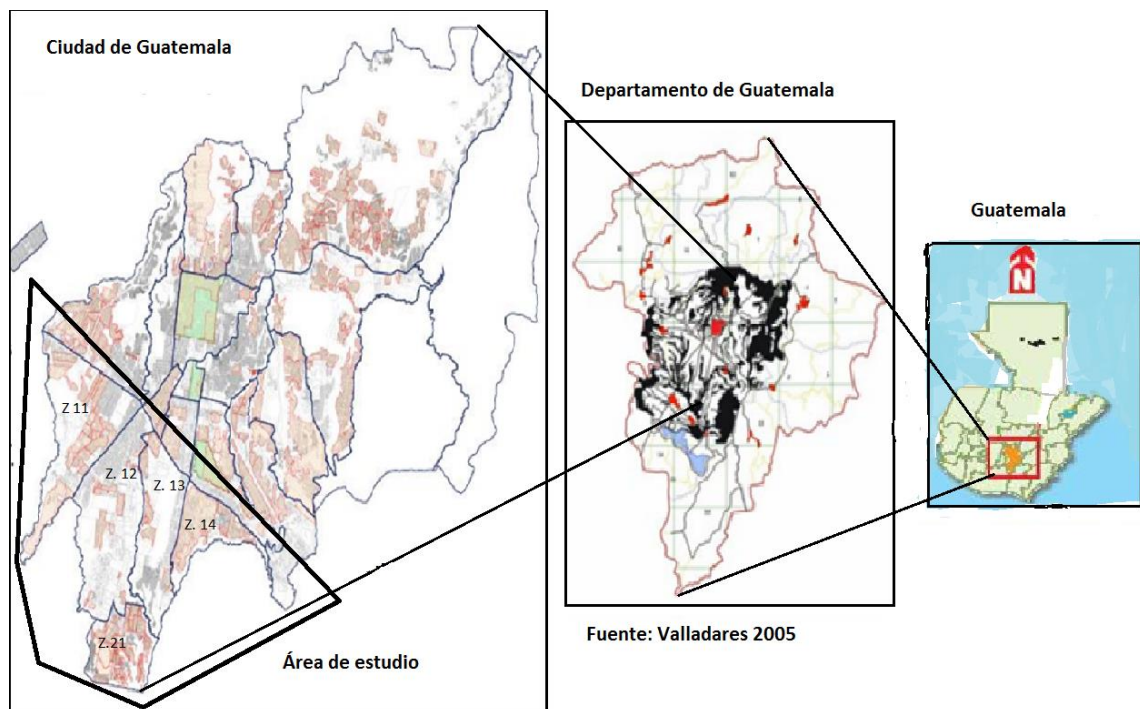 Ciudad de Guatemala
Departamento de Guatemala
Guatemala
N
Z 11
Z. 12
Z. 13
Z. 14
Z.21
Área de estudio
Fuente: Valladares 2005